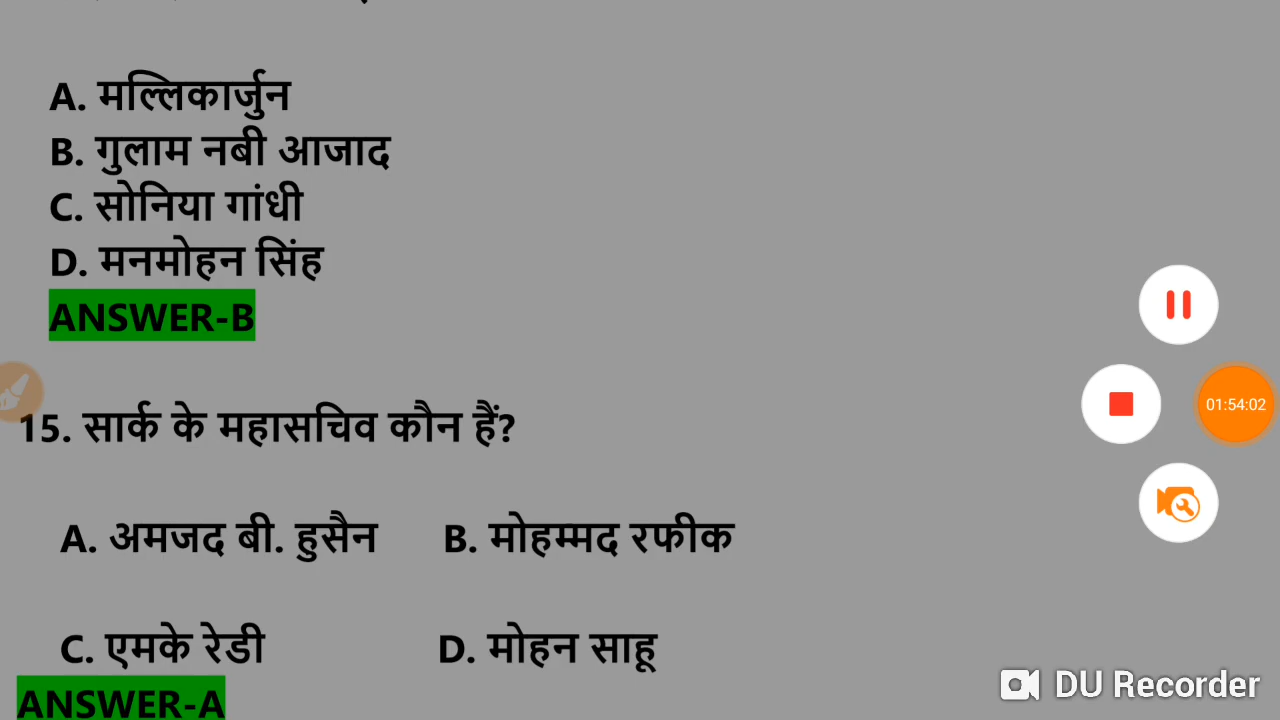 A. मल्लिकार्जुन
B. गुलाम नबी आजाद
C. सोनिया गांधी
D. मनमोहन सिंह
ANSWER-B
15. सार्क के महासचिव कौन हैं?
01:54:02
A. अमजद बी. हुसैन B. मोहम्मद रफीक
C. एमके रेडी D. मोहन साहू
ANSWER-A
DU Recorder